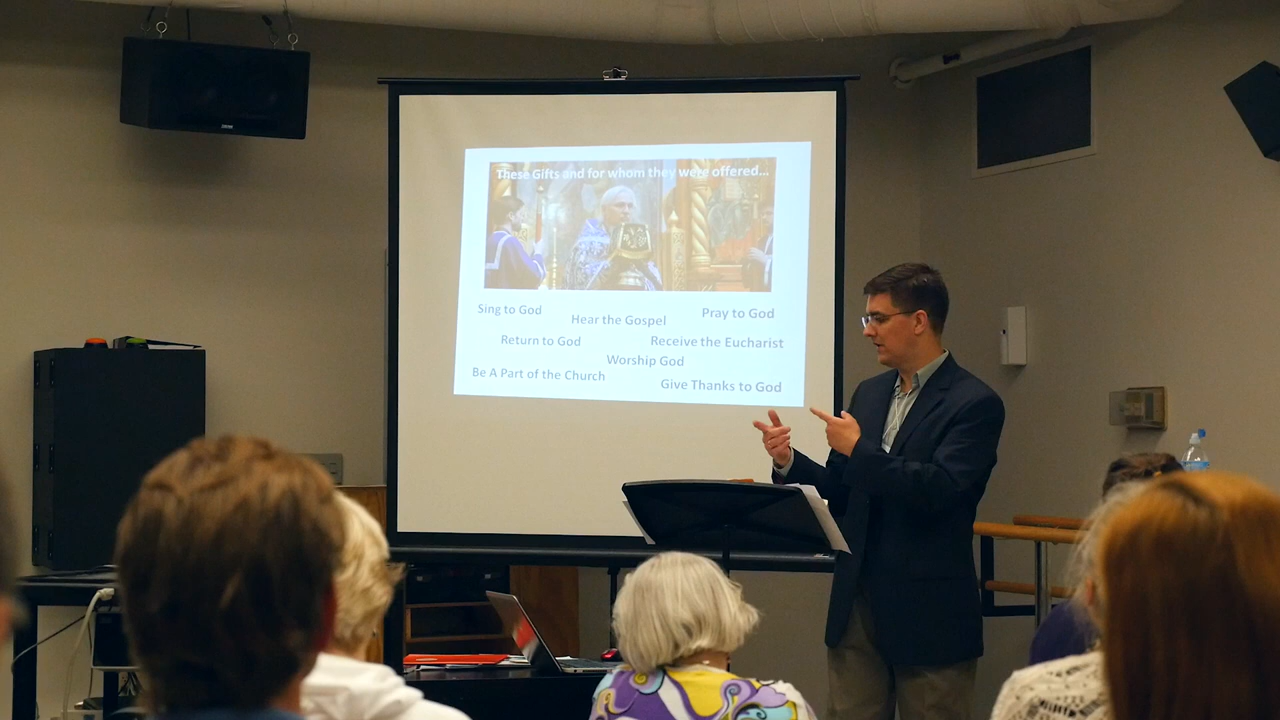 These Gifts and for whom they were offered...
Sing to God
Hear the Gospel
Pray to God
Return to God
Receive the Eucharist
Worship God
Be A Part of the Church
Give Thanks to God